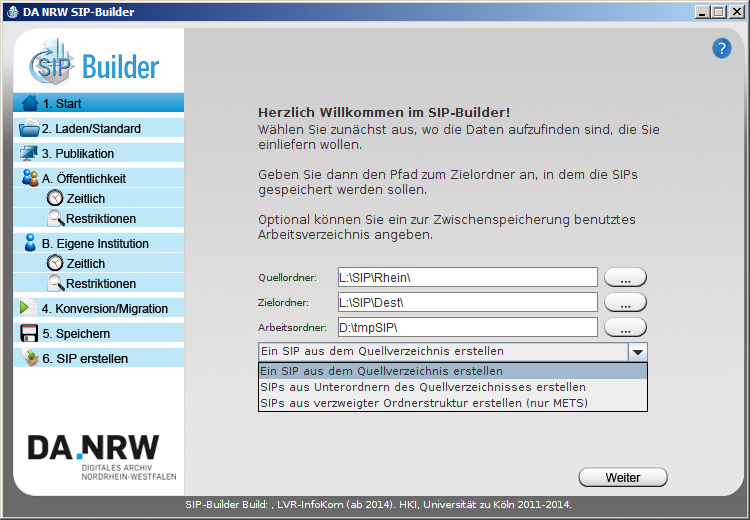 DA NRW SIP-Builder
SIP Builder
?
1. Start
2. Laden/Standard
3. Publikation
A. Öffentlichkeit
Zeitlich
Restriktionen
B. Eigene Institution
Zeitlich
Restriktionen
4. Konversion/Migration
5. Speichern
6. SIP erstellen
DA.NRW
DIGITALES ARCHIV
NORDRHEIN-WESTFALEN
Herzlich Willkommen im SIP-Builder!
Wählen Sie zunächst aus, wo die Daten aufzufinden sind, die Sie
einliefern wollen.
Geben Sie dann den Pfad zum Zielordner an, in dem die SIPs
gespeichert werden sollen.
Optional können Sie ein zur Zwischenspeicherung benutztes
Arbeitsverzeichnis angeben.
Quellordner: L:\SIP\Rhein\ ...
Zielordner: L:\SIP\Dest\ ...
Arbeitsordner: D:\tmpSIP\ ...
Ein SIP aus dem Quellverzeichnis erstellen
Ein SIP aus dem Quellverzeichnis erstellen
SIPs aus Unterordnern des Quellverzeichnisses erstellen
SIPs aus verzweigter Ordnerstruktur erstellen (nur METS)
Weiter
SIP-Builder Build: , LVR-InfoKom (ab 2014). HKI, Universität zu Köln 2011-2014.